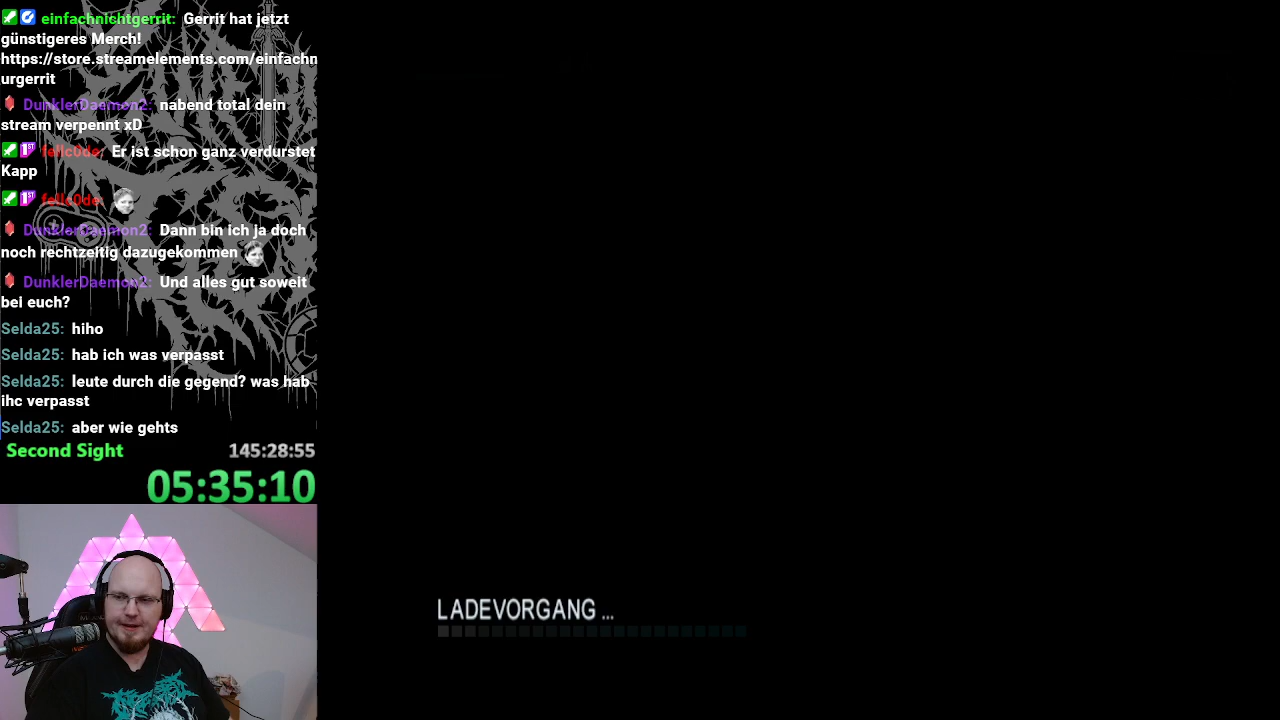 einfachnichtgerrit: Gerrit hat jetzt
günstigeres Merch!
https://store.streamelements.com/einfachn
urgerrit
DunklerDaemon2: nabend total dein
stream verpennt xD
fellc0de: Er ist schon ganz verdurstet
Kapp
fellc0de:
DunklerDaemon2: Dann bin ich ja doch
noch rechtzeitig dazugekommen
DunklerDaemon2: Und alles gut soweit
bei euch?
Selda25: hiho
Selda25: hab ich was verpasst
Selda25: leute durch die gegend? was hab
ihc verpasst
Selda25: aber wie gehts
Second Sight 145:28:55
05:35:10
LADEVORGANG ...